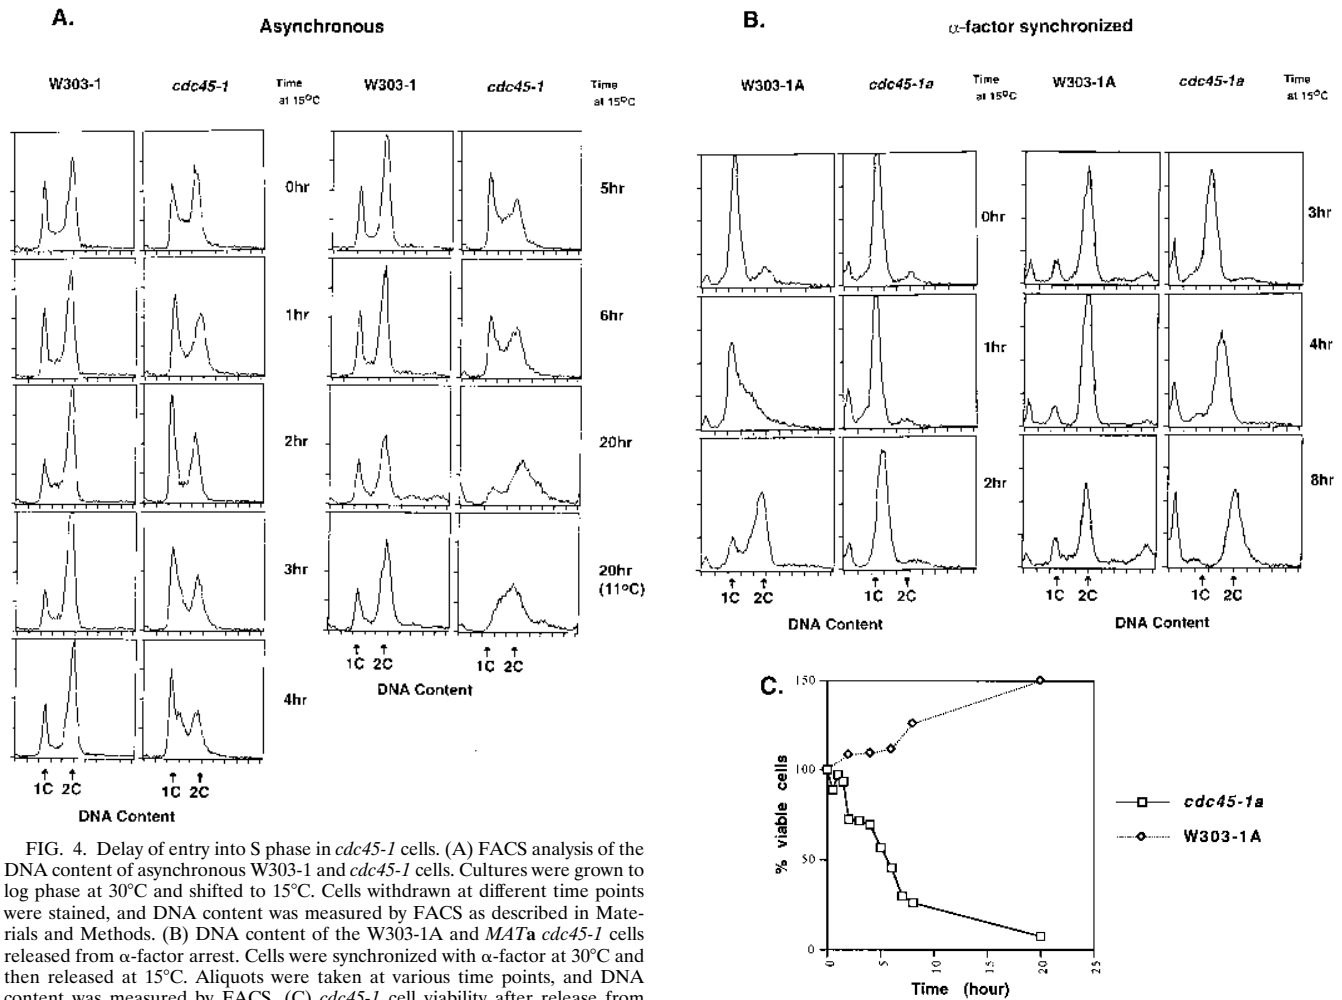 A.
Asynchronous
W303-1
cdc45-1
Time
at 15°C
W303-1
cdc45-1
Time
at 15°C
0hr
5hr
1hr
6hr
2hr
20hr
3hr
20hr
(11°C)
4hr
1C 2C
1C 2C
DNA Content
1C 2C
1C 2C
DNA Content
B.
α-factor synchronized
W303-1A
cdc45-1a
Time
at 15°C
W303-1A
cdc45-1a
Time
at 15°C
0hr
3hr
1hr
4hr
2hr
8hr
1C 2C
1C 2C
1C 2C
1C 2C
DNA Content
DNA Content
C.
150
100
50
0
% viable cells
0 5 10 15 20 25
Time (hour)
cdc45-1a
W303-1A
FIG. 4. Delay of entry into S phase in cdc45-1 cells. (A) FACS analysis of the
DNA content of asynchronous W303-1 and cdc45-1 cells. Cultures were grown to
log phase at 30°C and shifted to 15°C. Cells withdrawn at different time points
were stained, and DNA content was measured by FACS as described in Mate-
rials and Methods. (B) DNA content of the W303-1A and MATa cdc45-1 cells
released from α-factor arrest. Cells were synchronized with α-factor at 30°C and
then released at 15°C. Aliquots were taken at various time points, and DNA
content was measured by FACS. (C) cdc45-1 cell viability after release from